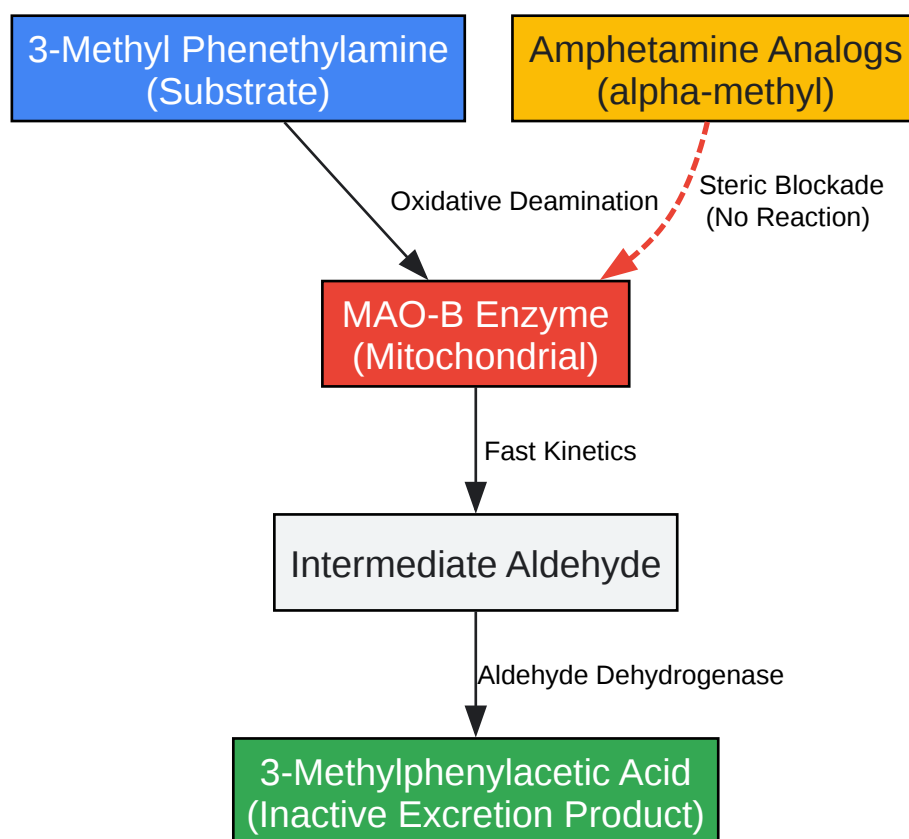 3-Methyl Phenethylamine
(Substrate)
Amphetamine Analogs
(alpha-methyl)
Oxidative Deamination
Steric Blockade
(No Reaction)
MAO-B Enzyme
(Mitochondrial)
Fast Kinetics
Intermediate Aldehyde
Aldehyde Dehydrogenase
3-Methylphenylacetic Acid
(Inactive Excretion Product)